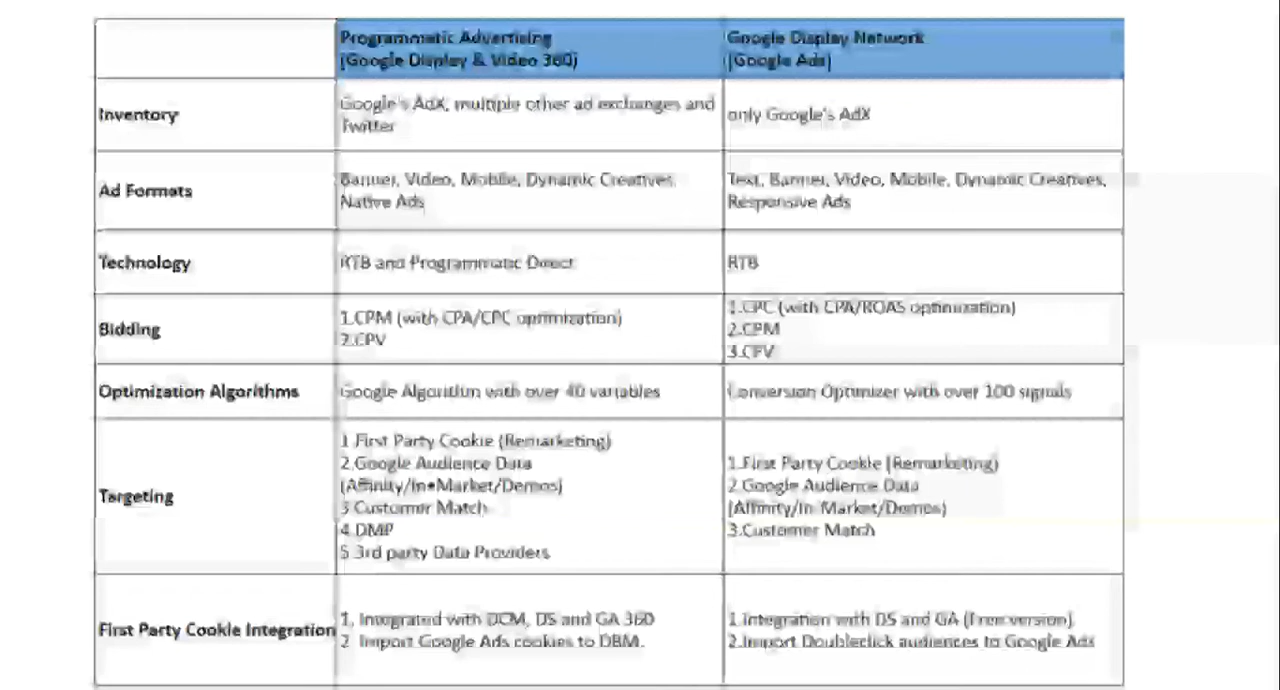 Programmatic Advertising
(Google Display & Video 360)
Google Display Network
(Google Ads)
Inventory
Google's AdX, multiple other ad exchanges and
Twitter
only Google's AdX
Ad Formats
Banner, Video, Mobile, Dynamic Creatives,
Native Ads
Text, Banner, Video, Mobile, Dynamic Creatives,
Responsive Ads
Technology
RTB and Programmatic Direct
RTB
Bidding
1.CPM (with CPA/CPC optimization)
2.CPV
1.CPC (with CPA/ROAS optimization)
2.CPM
3.CPV
Optimization Algorithms
Google Algorithm with over 40 variables
Conversion Optimizer with over 100 signals
Targeting
1.First Party Cookie (Remarketing)
2.Google Audience Data
(Affinity/In-Market/Demos)
3.Customer Match
4.DMP
5.3rd party Data Providers
1.First Party Cookie (Remarketing)
2.Google Audience Data
(Affinity/In-Market/Demos)
3.Customer Match
First Party Cookie Integration
1. Integrated with DCM, DS and GA 360
2. Import Google Ads cookies to DBM.
1.Integration with DS and GA (Free version).
2.Import Doubleclick audiences to Google Ads